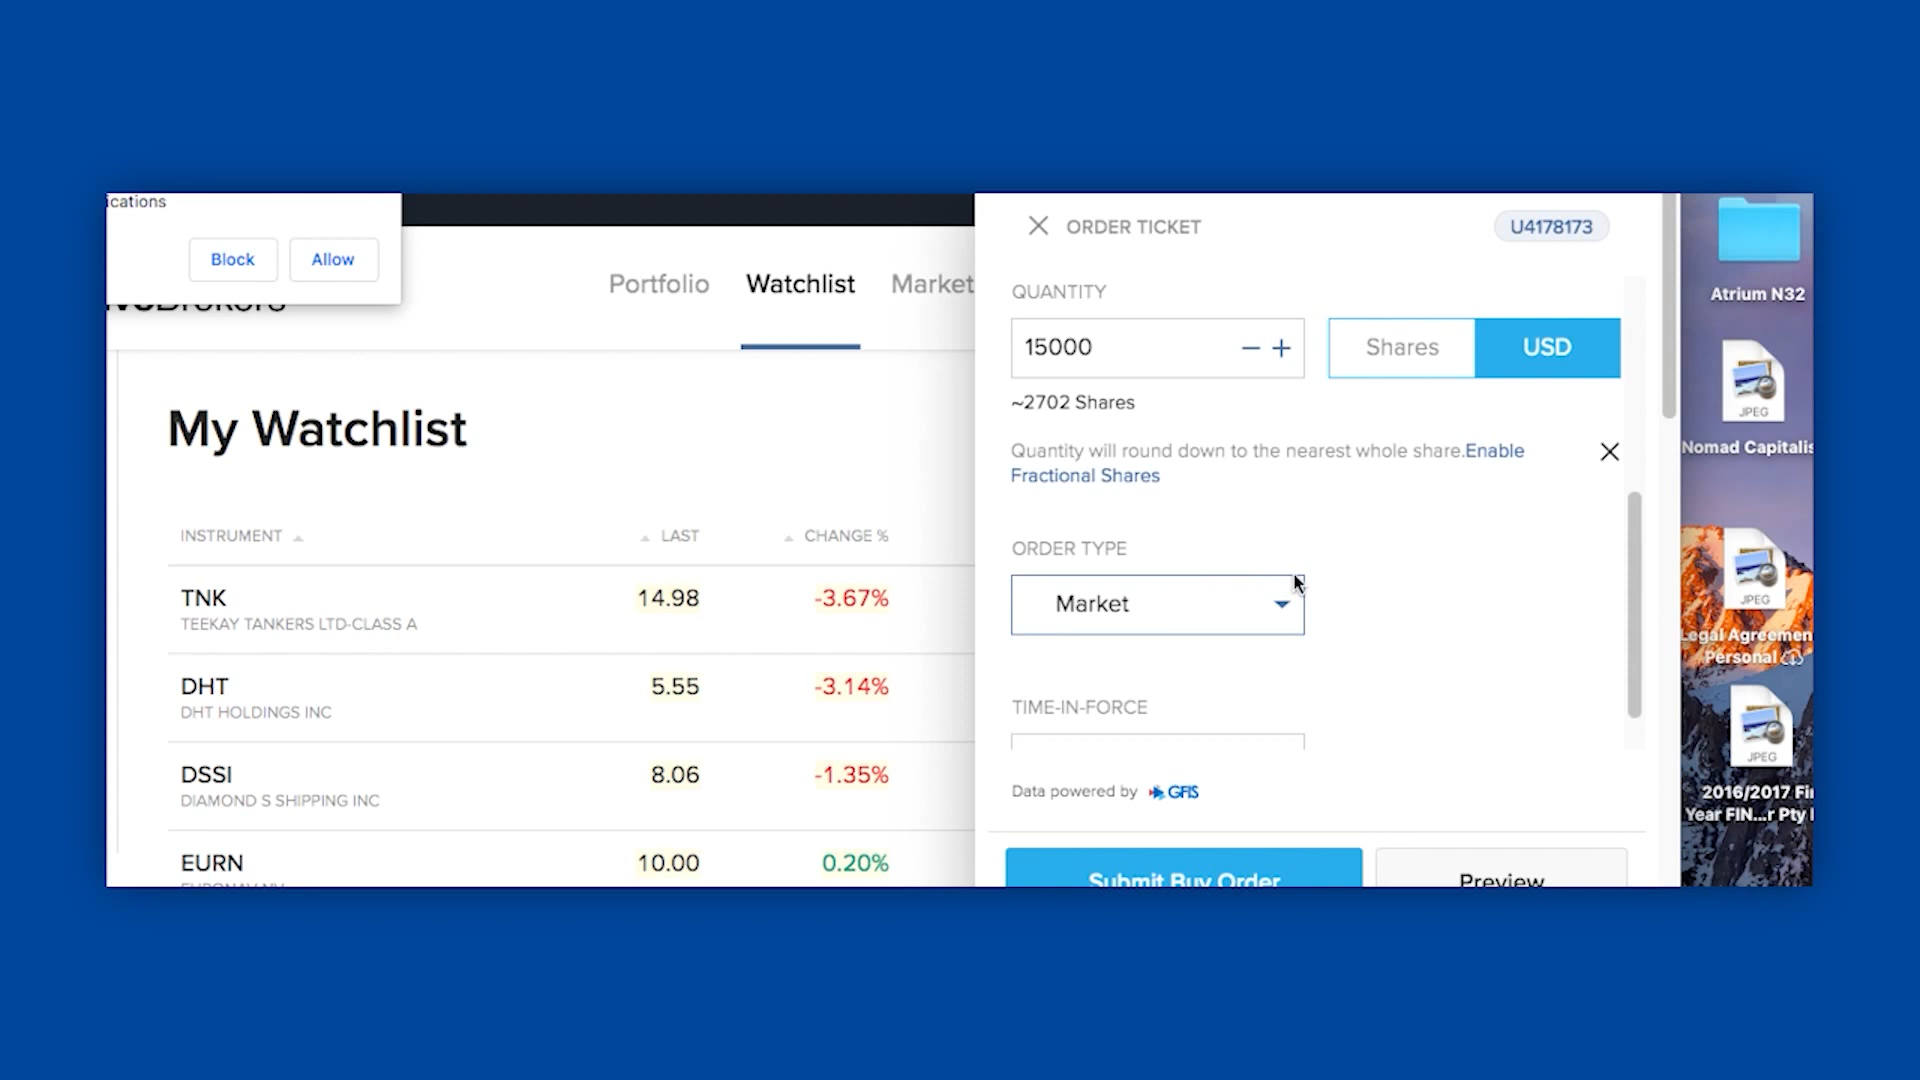 ications
Block
Allow
Portfolio
Watchlist
Market
My Watchlist
INSTRUMENT
LAST
CHANGE %
TNK
14.98
-3.67%
TEEKAY TANKERS LTD-CLASS A
DHT
5.55
-3.14%
DHT HOLDINGS INC
DSSI
8.06
-1.35%
DIAMOND S SHIPPING INC
EURN
10.00
0.20%
ORDER TICKET
U4178173
QUANTITY
15000
Shares
USD
~2702 Shares
Quantity will round down to the nearest whole share.Enable
Fractional Shares
ORDER TYPE
Market
TIME-IN-FORCE
Data powered by GFIS
Submit Buy Order
Preview
Atrium N32
JPEG
Nomad Capitalis
JPEG
Legal Agreemen
Personal
JPEG
2016/2017 Fi
Year FIN...r Pty